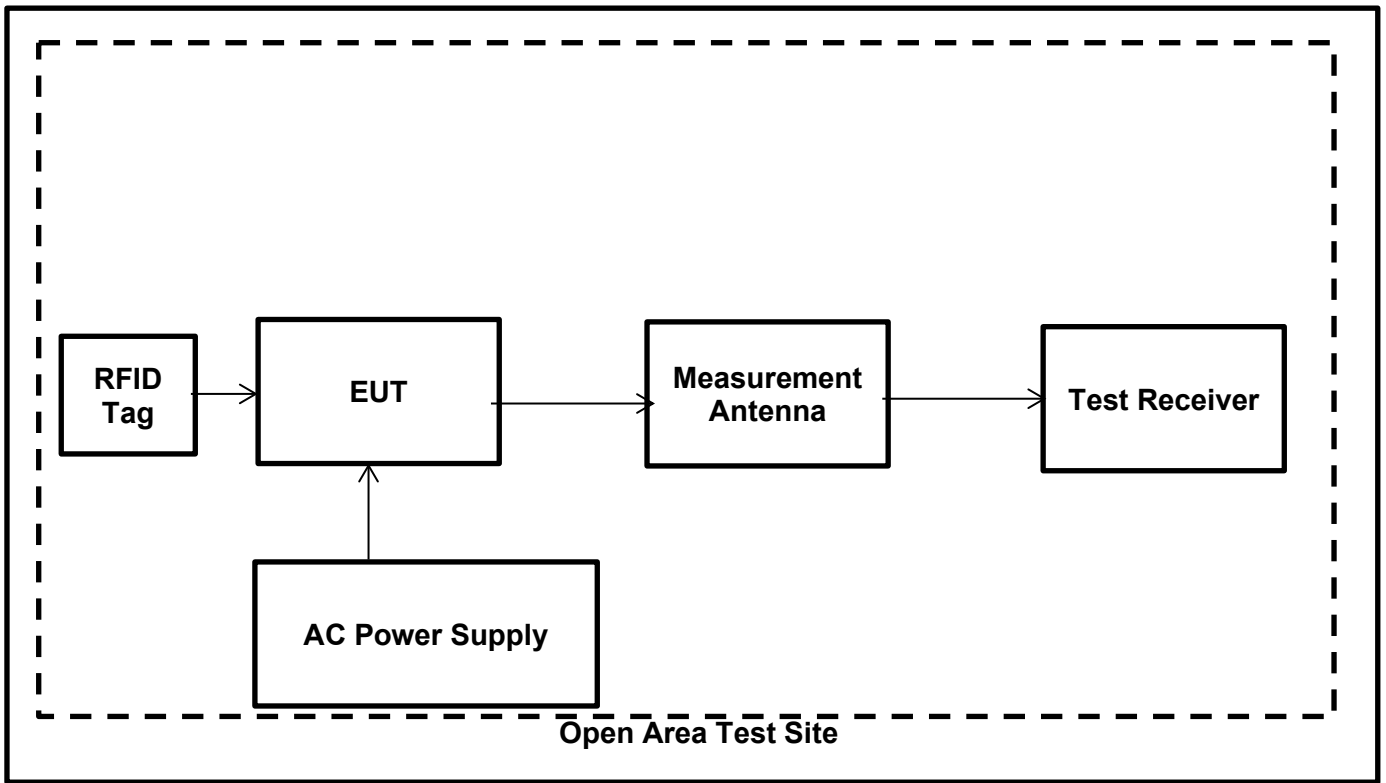 RFID
Tag
EUT
Measurement
Antenna
Test Receiver
AC Power Supply
Open Area Test Site